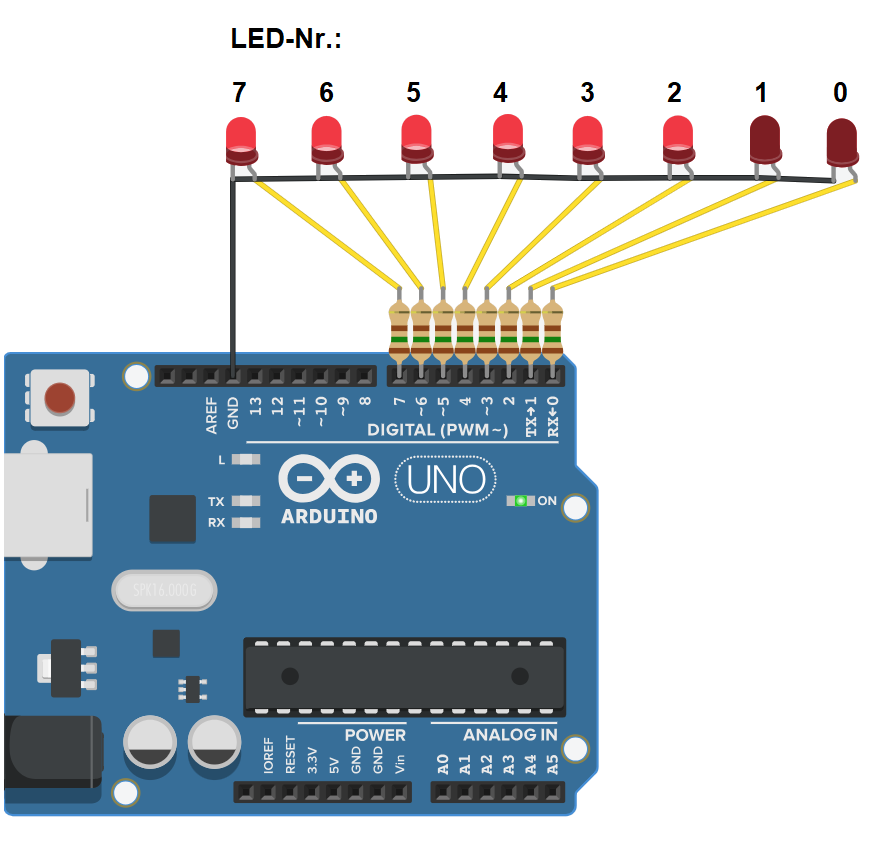 LED-Nr.:
7 6 5 4 3 2 1 0
AREF
GND
13
12
~11
~10
~9
8
7
~6
~5
4
~3
2
TX→1
RX←0
DIGITAL (PWM~)
L
TX
RX
UNO
ON
ARDUINO
SPKT6.000G
POWER
ANALOG IN
IOREF
RESET
3.3V
5V
GND
GND
Vin
A0
A1
A2
A3
A4
A5